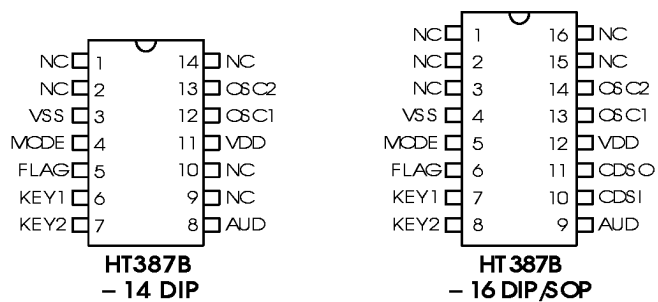 NC 1 14 NC
NC 2 13 OSC2
VSS 3 12 OSC1
MODE 4 11 VDD
FLAG 5 10 NC
KEY1 6 9 NC
KEY2 7 8 AUD
HT387B
– 14 DIP
NC 1 16 NC
NC 2 15 NC
NC 3 14 OSC2
VSS 4 13 OSC1
MODE 5 12 VDD
FLAG 6 11 CDSO
KEY1 7 10 CDSI
KEY2 8 9 AUD
HT387B
– 16 DIP/SOP